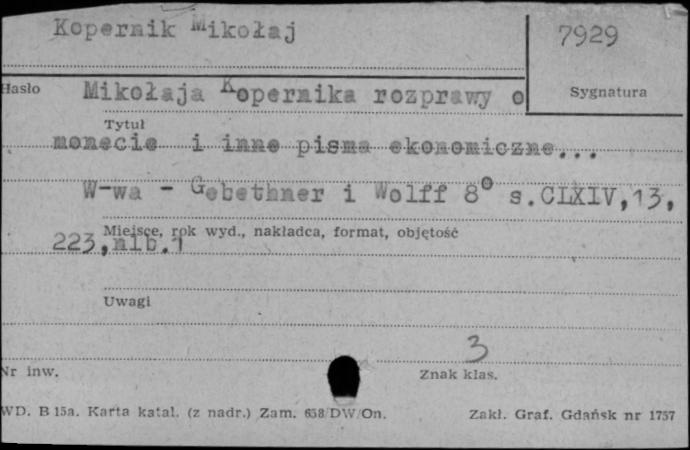 Kopernik Mikołaj
7929
Hasło
Sygnatura
Mikołaja Kopernika rozprawy o
Tytuł
monecie i inne pisma ekonomiczne...
W-wa - Gebethner i Wolff 8° s.CLXIV,13,
Miejsce, rok wyd., nakładca, format, objętość
223,nlb.1
Uwagi
3
Nr inw.
Znak klas.
WD. B 15a. Karta katal. (z nadr.) Zam. 658/DW/On.
Zakł. Graf. Gdańsk nr 1757